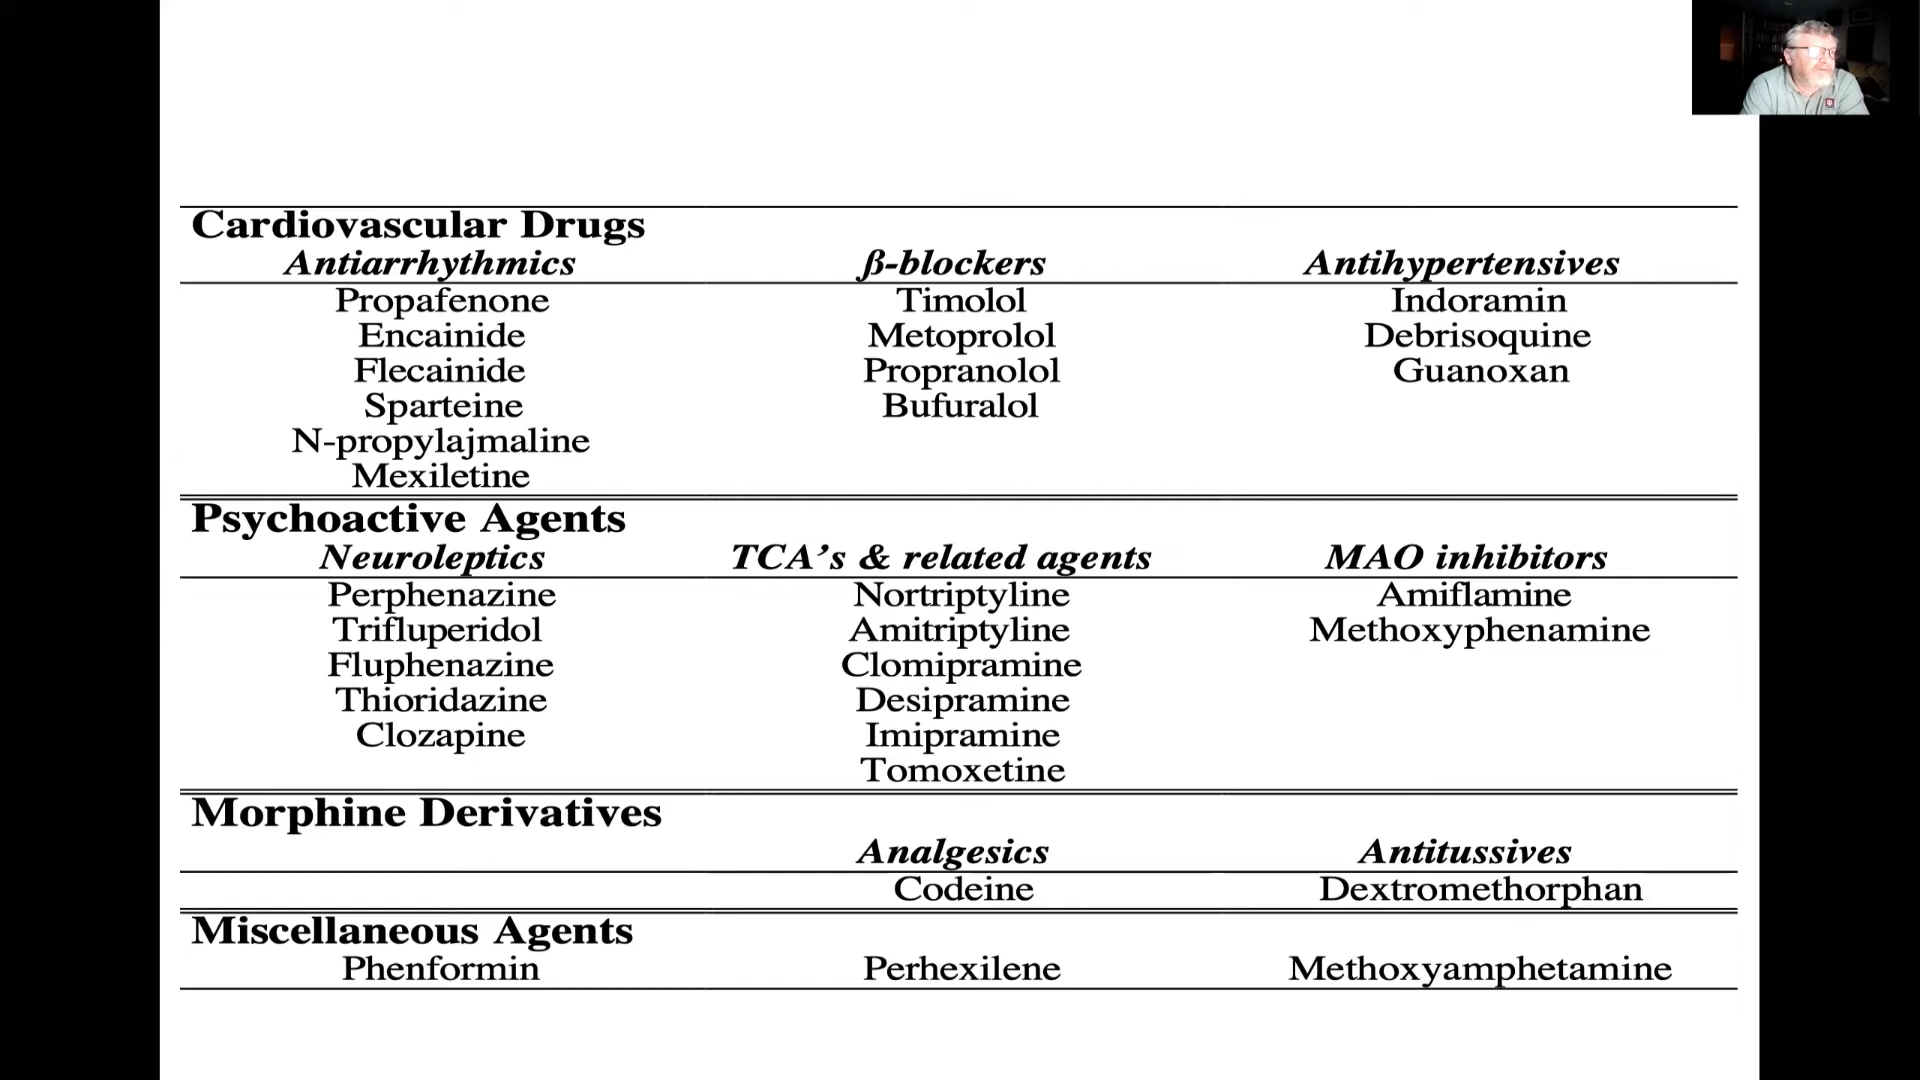 Cardiovascular Drugs
Antiarrhythmics ß-blockers Antihypertensives
Propafenone Timolol Indoramin
Encainide Metoprolol Debrisoquine
Flecainide Propranolol Guanoxan
Sparteine Bufuralol
N-propylajmaline
Mexiletine
Psychoactive Agents
Neuroleptics TCA’s & related agents MAO inhibitors
Perphenazine Nortriptyline Amiflamine
Trifluperidol Amitriptyline Methoxyphenamine
Fluphenazine Clomipramine
Thioridazine Desipramine
Clozapine Imipramine
Tomoxetine
Morphine Derivatives
Analgesics Antitussives
Codeine Dextromethorphan
Miscellaneous Agents
Phenformin Perhexilene Methoxyamphetamine